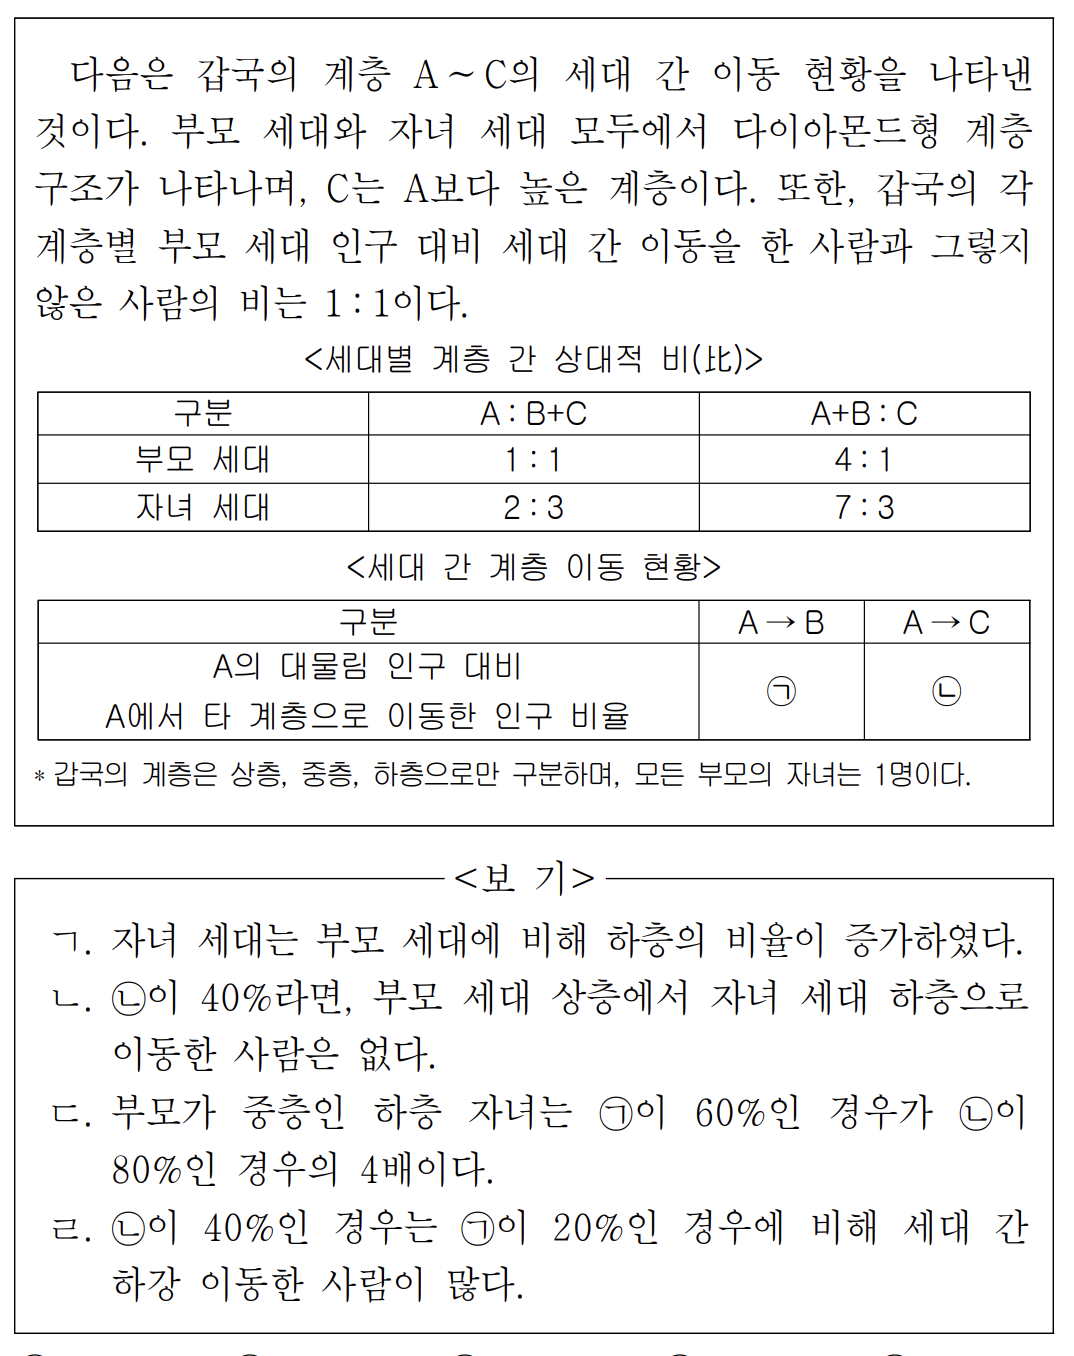 다음은 갑국의 계층 A~C의 세대 간 이동 현황을 나타낸
것이다. 부모 세대와 자녀 세대 모두에서 다이아몬드형 계층
구조가 나타나며, C는 A보다 높은 계층이다. 또한, 갑국의 각
계층별 부모 세대 인구 대비 세대 간 이동을 한 사람과 그렇지
않은 사람의 비는 1:1이다.
<세대별 계층 간 상대적 비(比)>
구분 A:B+C A+B:C
부모 세대 1:1 4:1
자녀 세대 2:3 7:3
<세대 간 계층 이동 현황>
구분 A→B A→C
A의 대물림 인구 대비
A에서 타 계층으로 이동한 인구 비율 ㉠ ㉡
* 갑국의 계층은 상층, 중층, 하층으로만 구분하며, 모든 부모의 자녀는 1명이다.
<보 기>
ㄱ. 자녀 세대는 부모 세대에 비해 하층의 비율이 증가하였다.
ㄴ. ㉡이 40%라면, 부모 세대 상층에서 자녀 세대 하층으로
이동한 사람은 없다.
ㄷ. 부모가 중층인 하층 자녀는 ㉠이 60%인 경우가 ㉡이
80%인 경우의 4배이다.
ㄹ. ㉡이 40%인 경우는 ㉠이 20%인 경우에 비해 세대 간
하강 이동한 사람이 많다.